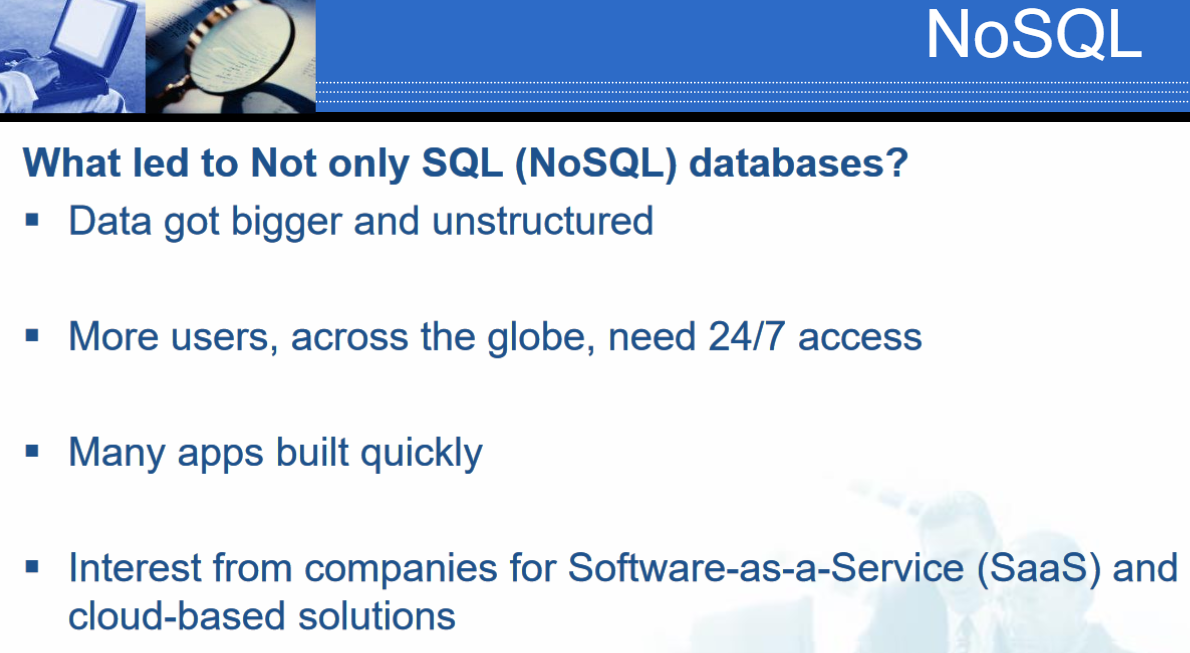 NoSQL
What led to Not only SQL (NoSQL) databases?
▪ Data got bigger and unstructured
▪ More users, across the globe, need 24/7 access
▪ Many apps built quickly
▪ Interest from companies for Software-as-a-Service (SaaS) and
cloud-based solutions